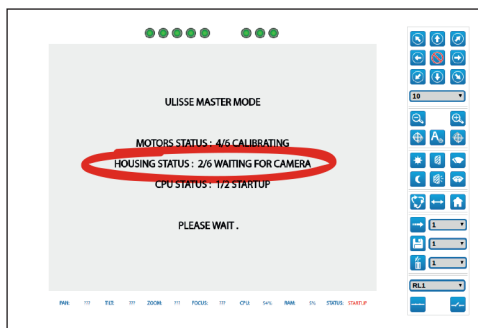 ULISSE MASTER MODE
MOTORS STATUS : 4/6 CALIBRATING
HOUSING STATUS : 2/6 WAITING FOR CAMERA
CPU STATUS : 1/2 STARTUP
PLEASE WAIT .
PAN: ??? TILT: ??? ZOOM: ??? FOCUS: ??? CPU: 54% RAM: 5% STATUS: STARTUP
10
A
1
1
1
RL1